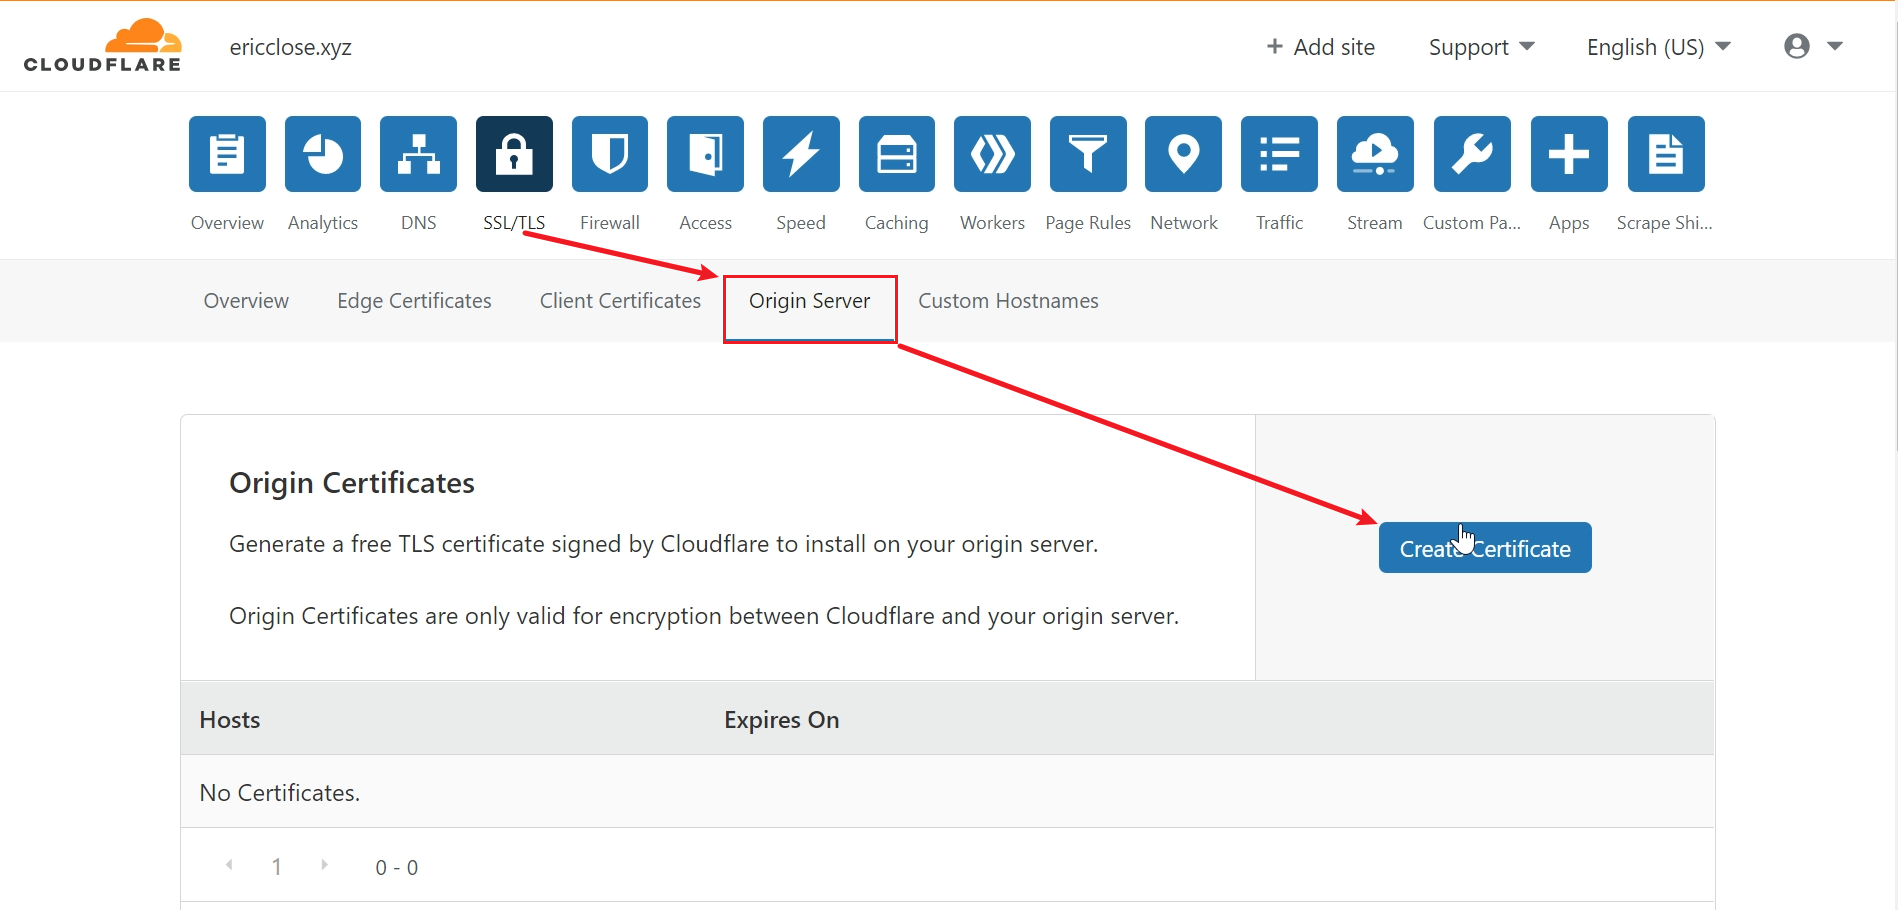 CLOUDFLARE
ericclose.xyz
+ Add site
Support
English (US)
Overview
Analytics
DNS
SSL/TLS
Firewall
Access
Speed
Caching
Workers
Page Rules
Network
Traffic
Stream
Custom Pa...
Apps
Scrape Shi...
Overview
Edge Certificates
Client Certificates
Origin Server
Custom Hostnames
Origin Certificates
Generate a free TLS certificate signed by Cloudflare to install on your origin server.
Origin Certificates are only valid for encryption between Cloudflare and your origin server.
Create Certificate
Hosts
Expires On
No Certificates.
1
0 - 0